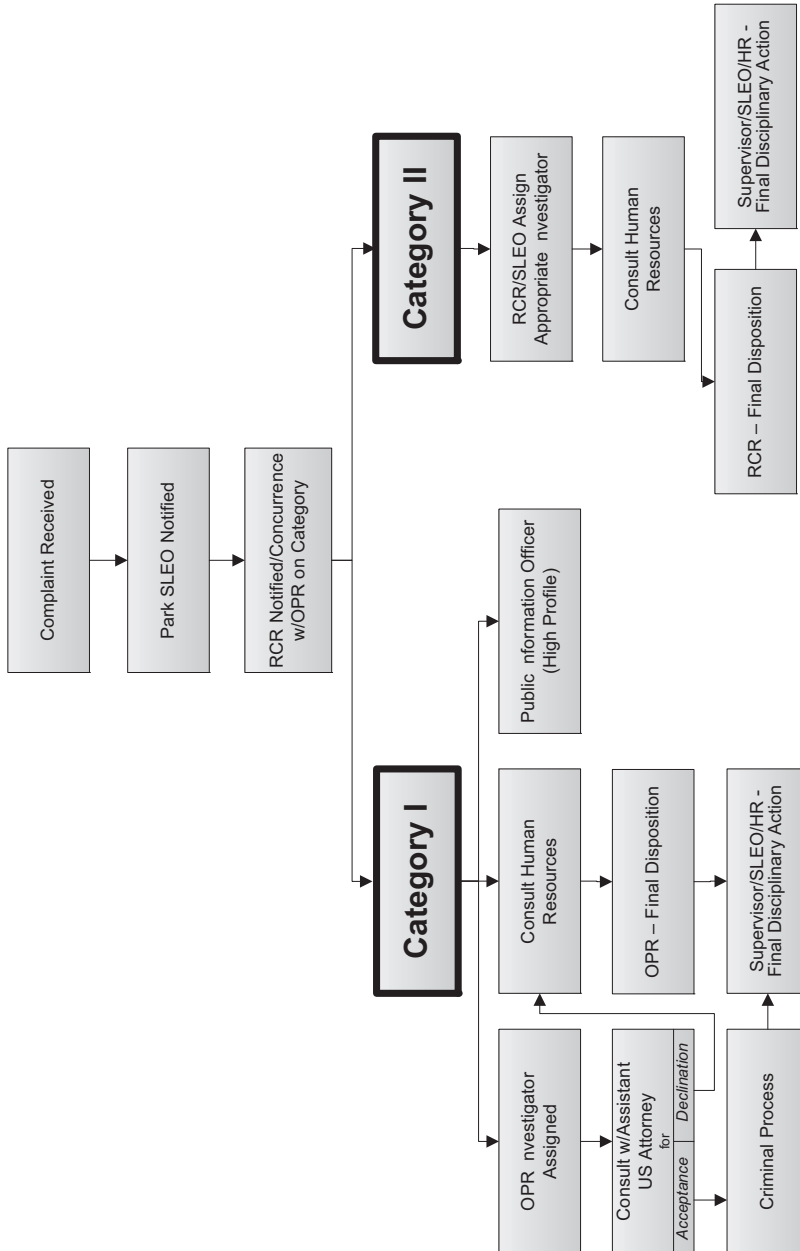 Complaint Received
Park SLEO Notified
RCR Notified/Concurrence
w/OPR on Category
Category I
Category II
OPR nvestigator
Assigned
Consult Human
Resources
Public nformation Officer
(High Profile)
RCR/SLEO Assign
Appropriate nvestigator
Consult w/Assistant
US Attorney
for
Acceptance
Declination
OPR – Final Disposition
Consult Human
Resources
Criminal Process
Supervisor/SLEO/HR -
Final Disciplinary Action
RCR – Final Disposition
Supervisor/SLEO/HR -
Final Disciplinary Action